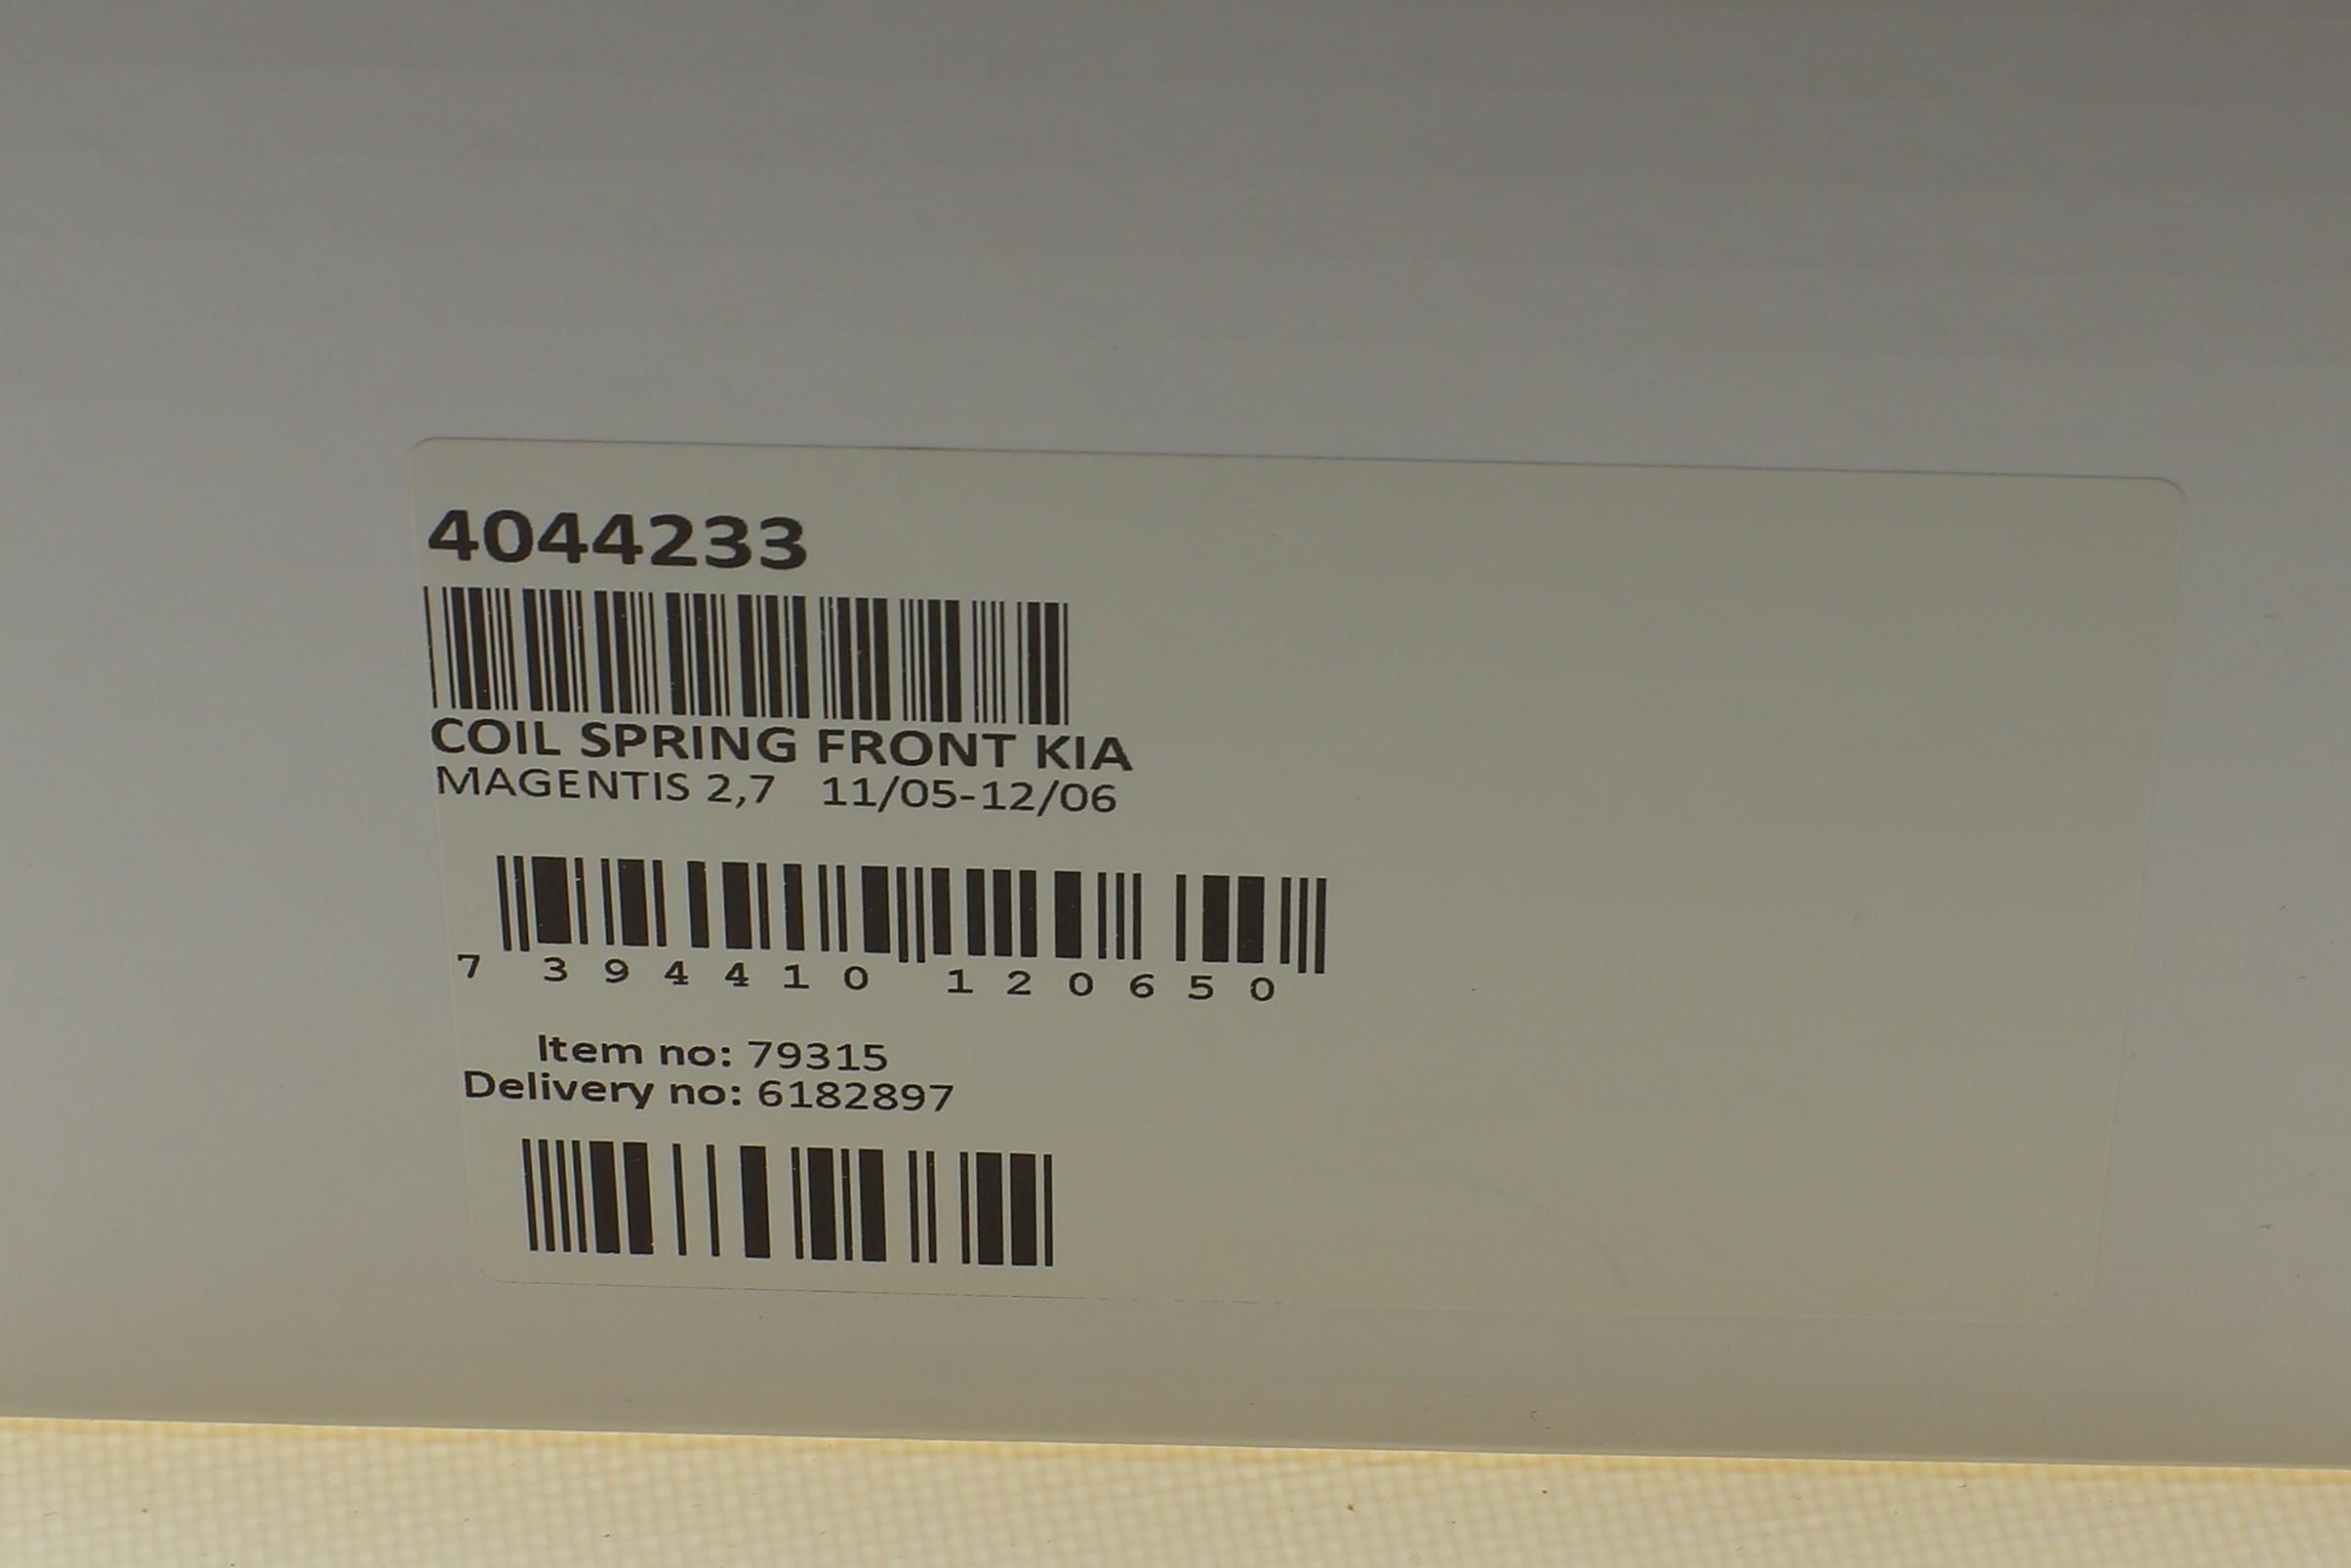 4044233
COIL SPRING FRONT KIA
MAGENTIS 2,7 11/05-12/06
7 394410 120650
Item no: 79315
Delivery no: 6182897